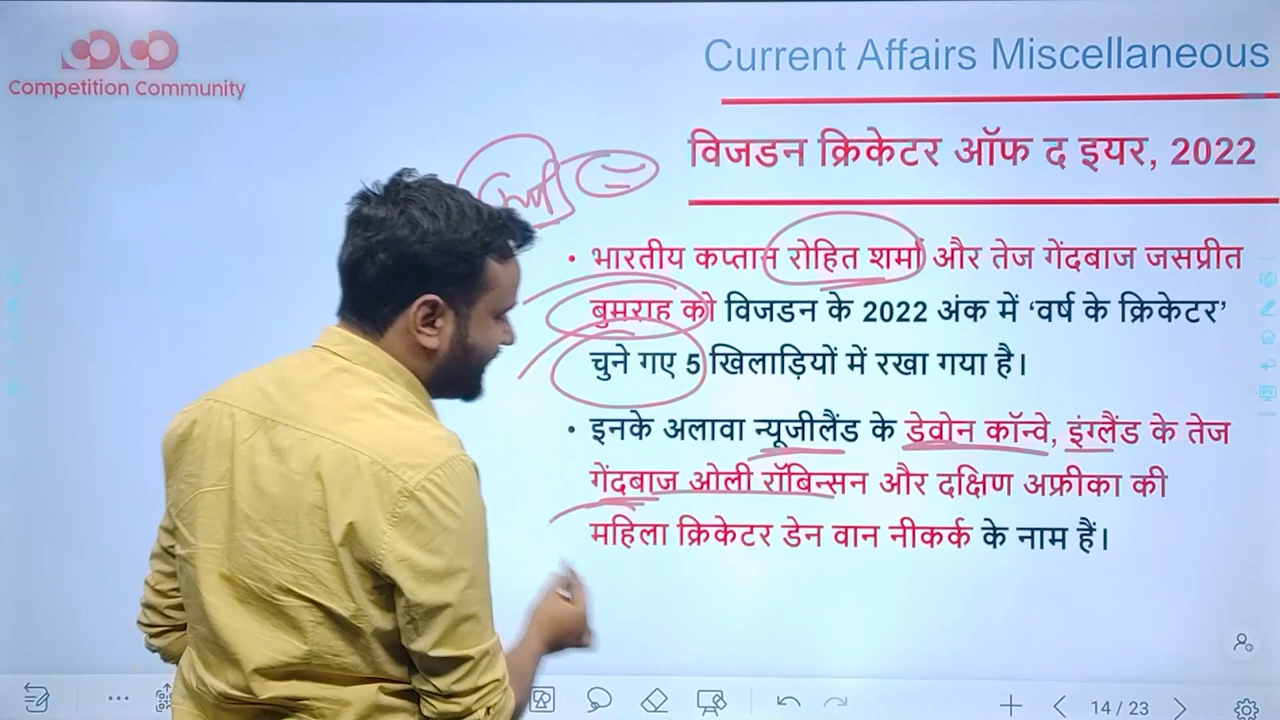 Competition Community
Current Affairs Miscellaneous
विजडन क्रिकेटर ऑफ द इयर, 2022
• भारतीय कप्तान रोहित शर्मा और तेज गेंदबाज जसप्रीत
बुमराह को विजडन के 2022 अंक में ‘वर्ष के क्रिकेटर’
चुने गए 5 खिलाड़ियों में रखा गया है।
• इनके अलावा न्यूजीलैंड के डेवोन कॉन्वे, इंग्लैंड के तेज
गेंदबाज ओली रॉबिन्सन और दक्षिण अफ्रीका की
महिला क्रिकेटर डेन वान नीकर्क के नाम हैं।
14 / 23